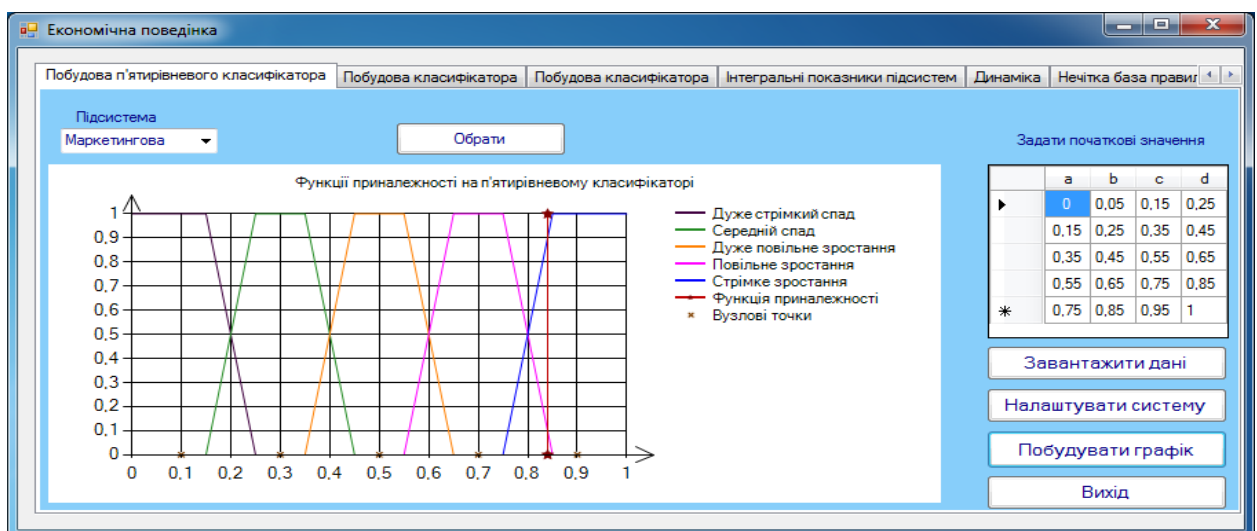 Економічна поведінка
Побудова п'ятирівневого класифікатора Побудова класифікатора Побудова класифікатора Інтегральні показники підсистем Динаміка Нечітка база правил
Підсистема
Маркетингова
Обрати
Функції приналежності на п'ятирівневому класифікаторі
1
0,9
0,8
0,7
0,6
0,5
0,4
0,3
0,2
0,1
0
0 0,1 0,2 0,3 0,4 0,5 0,6 0,7 0,8 0,9 1
Дуже стрімкий спад
Середній спад
Дуже повільне зростання
Повільне зростання
Стрімке зростання
Функція приналежності
Вузлові точки
Задати початкові значення
a b c d
0 0,05 0,15 0,25
0,15 0,25 0,35 0,45
0,35 0,45 0,55 0,65
0,55 0,65 0,75 0,85
0,75 0,85 0,95 1
Завантажити дані
Налаштувати систему
Побудувати графік
Вихід